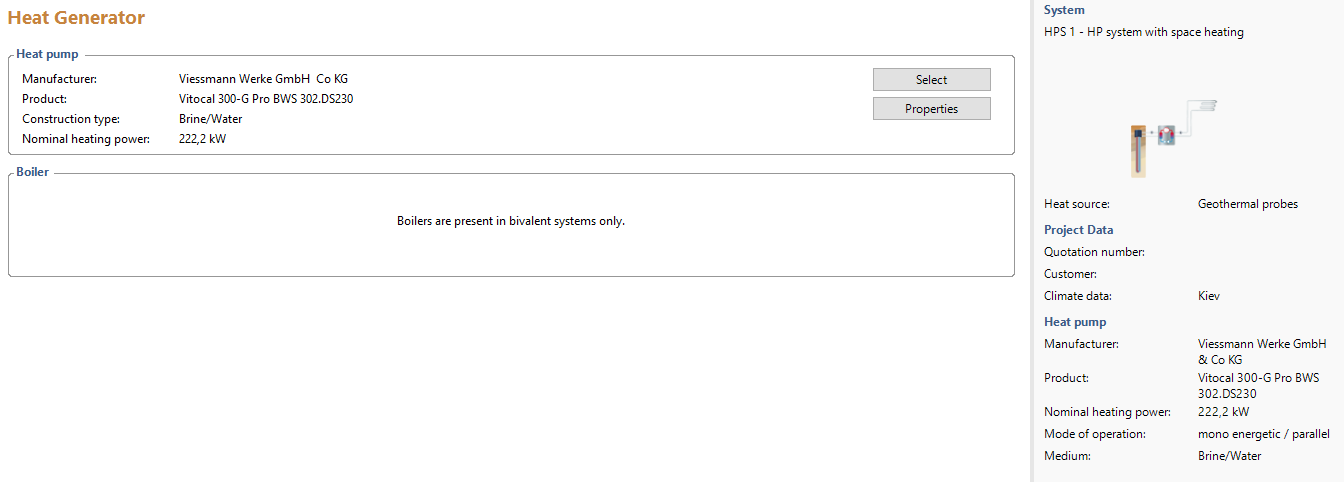 Heat Generator
Heat pump
Manufacturer: Viessmann Werke GmbH  Co KG
Select
Product: Vitocal 300-G Pro BWS 302.DS230
Properties
Construction type: Brine/Water
Nominal heating power: 222,2 kW
Boiler
Boilers are present in bivalent systems only.
System
HPS 1 - HP system with space heating
Heat source: Geothermal probes
Project Data
Quotation number:
Customer:
Climate data: Kiev
Heat pump
Manufacturer: Viessmann Werke GmbH
& Co KG
Product: Vitocal 300-G Pro BWS
302.DS230
Nominal heating power: 222,2 kW
Mode of operation: mono energetic / parallel
Medium: Brine/Water